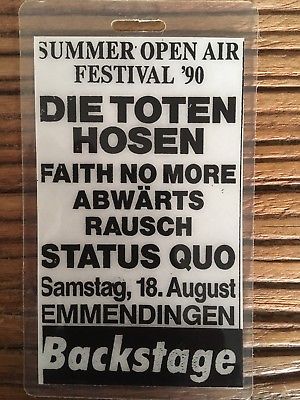 SUMMER OPEN AIR
FESTIVAL '90
DIE TOTEN
HOSEN
FAITH NO MORE
ABWÄRTS
RAUSCH
STATUS QUO
Samstag, 18. August
EMMENDINGEN
Backstage